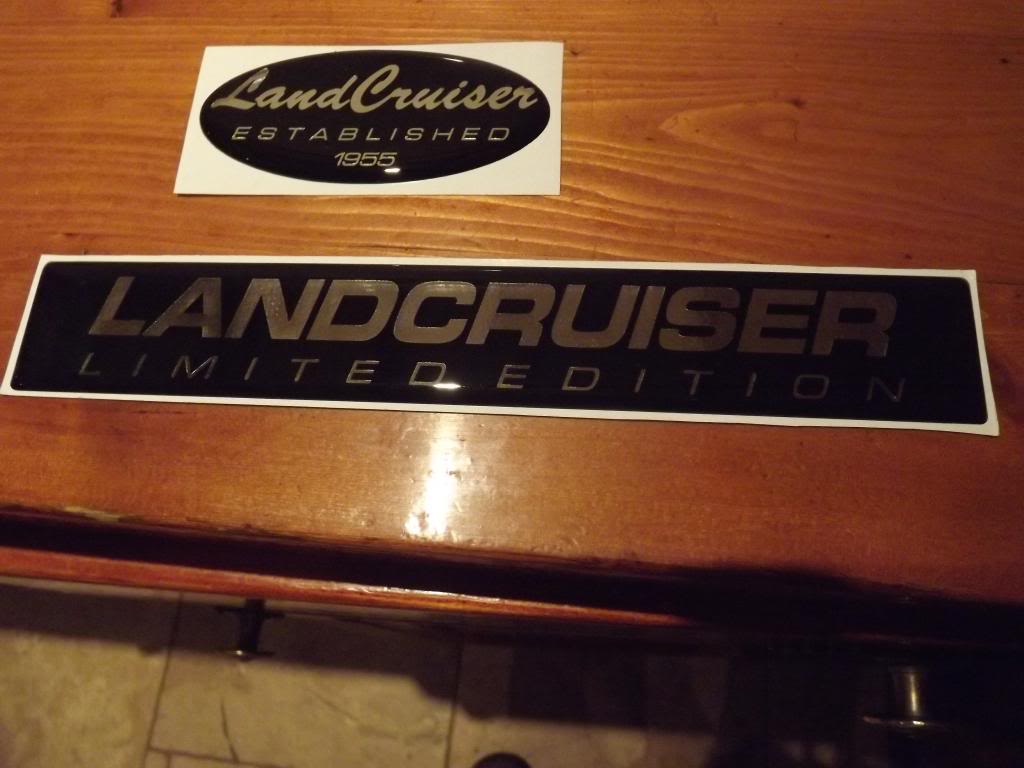 LandCruiser
ESTABLISHED
1955
LANDCRUISER
LIMITED EDITION